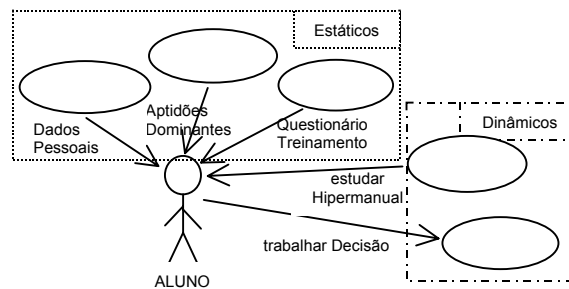 Estáticos
Dados
Pessoais
Aptidões
Dominantes
Questionário
Treinamento
Dinâmicos
estudar
Hipermanual
trabalhar Decisão
ALUNO